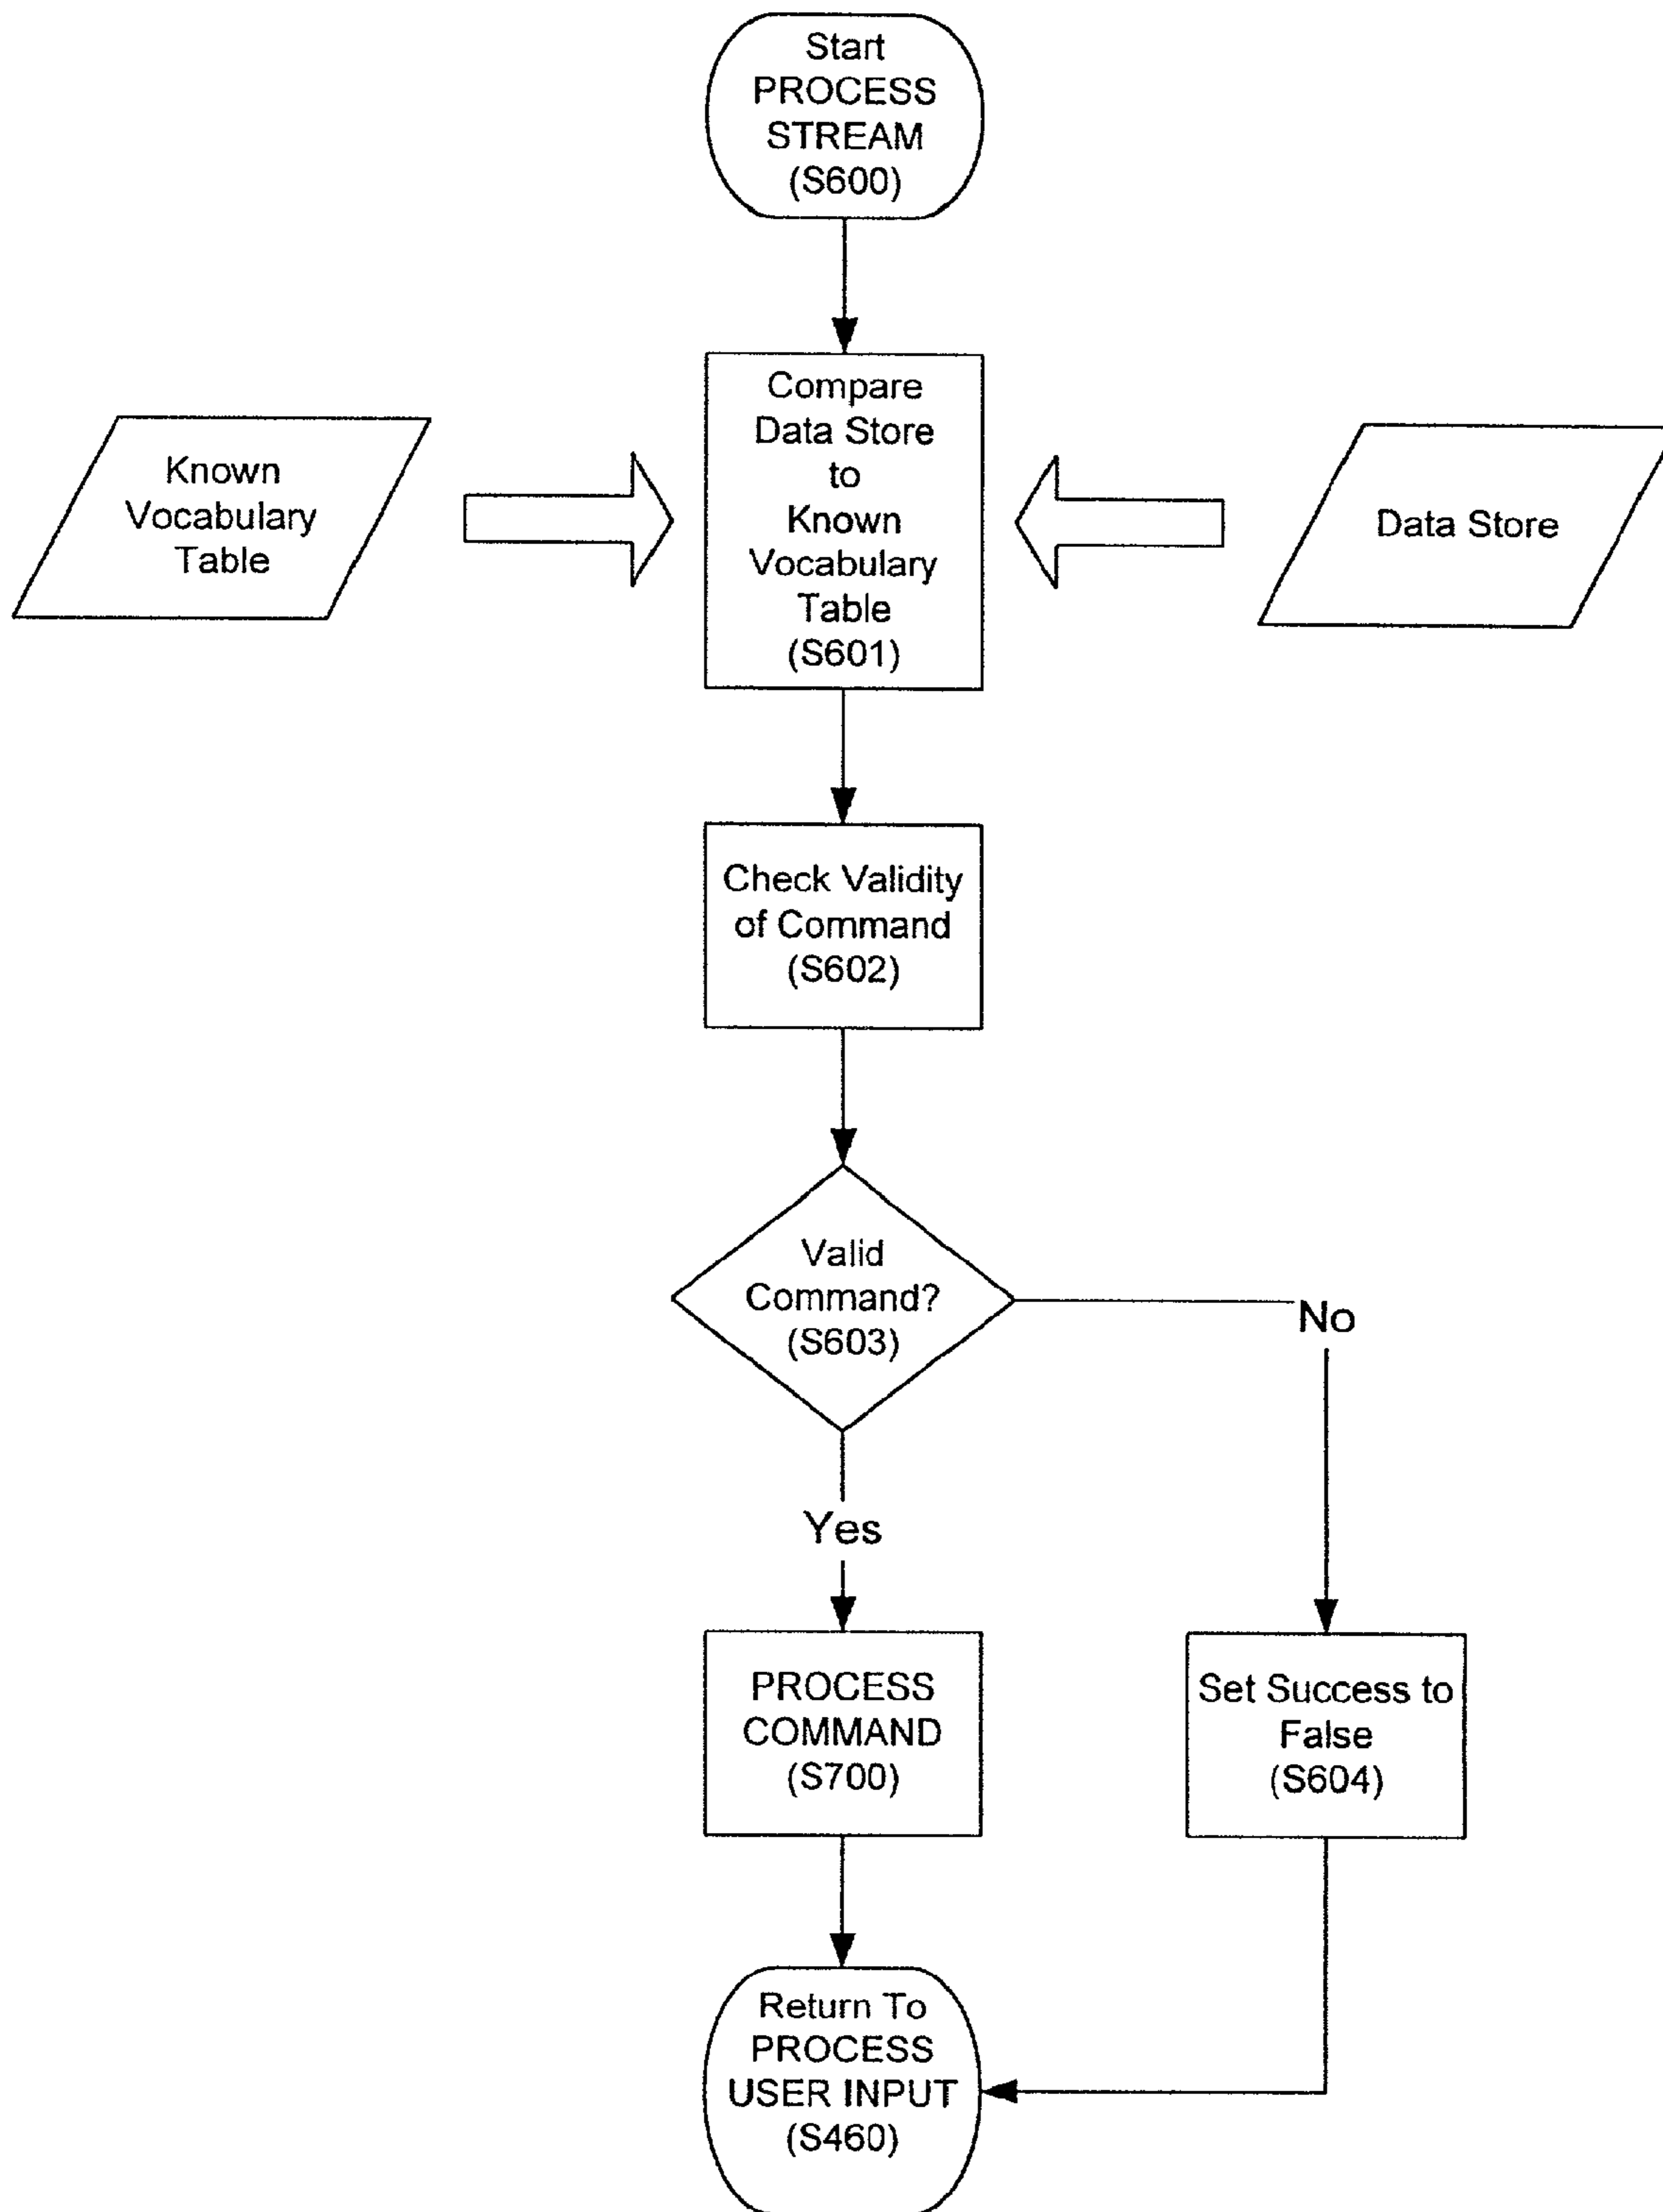 Start
PROCESS
STREAM
(S600)
Compare
Data Store
to
Known
Vocabulary
Table
(S601)
Known
Vocabulary
Table
Data Store
Check Validity
of Command
(S602)
Valid
Command?
(S603)
No
Yes
PROCESS
COMMAND
(S700)
Set Success to
False
(S604)
Return To
PROCESS
USER INPUT
(S460)